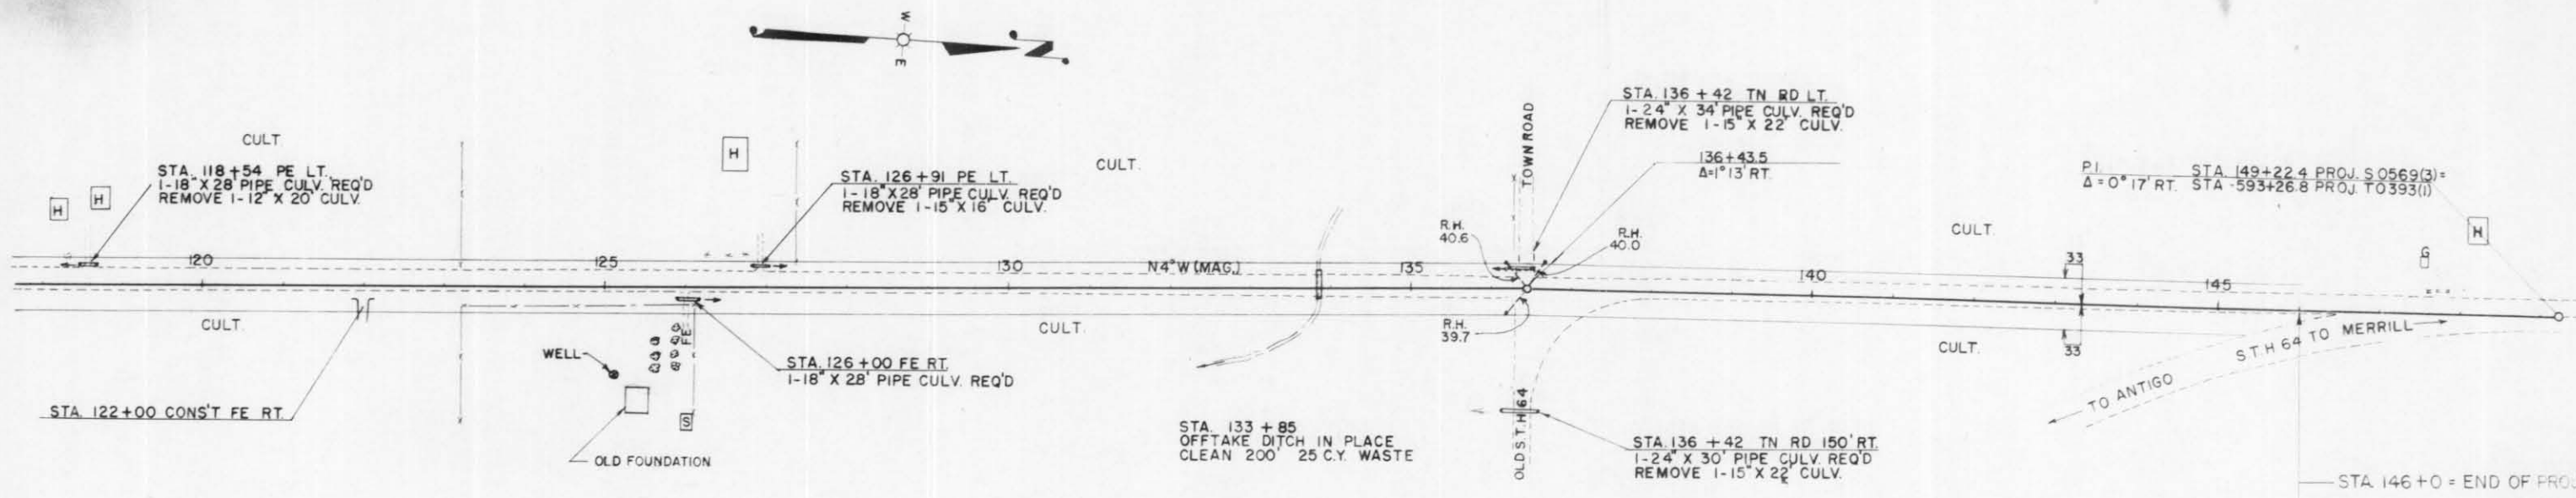 W
N
E
CULT.
STA. 118+54 PE LT.
1-18" X 28' PIPE CULV. REQ'D
REMOVE 1-12" X 20' CULV.
H
H
H
STA. 126+91 PE LT.
1-18" X 28' PIPE CULV. REQ'D
REMOVE 1-15" X 16' CULV.
CULT.
TOWN ROAD
STA. 136 + 42 TN RD LT.
1-24" X 34' PIPE CULV. REQ'D
REMOVE 1-15" X 22' CULV.
136+43.5
Δ=1° 13' RT.
R.H.
40.6
R.H.
40.0
CULT.
P.I. STA. 149+22.4 PROJ. S 0569(3)=
Δ = 0° 17' RT. STA -593+26.8 PROJ. TO393(1)
H
G
120
125
130
N4°W (MAG.)
135
140
145
33
33
CULT.
STA. 122+00 CONS'T FE RT.
WELL
FE
S
OLD FOUNDATION
STA. 126+00 FE RT.
1-18" X 28' PIPE CULV. REQ'D
CULT.
STA. 133 + 85
OFFTAKE DITCH IN PLACE
CLEAN 200' 25 C.Y. WASTE
R.H.
39.7
OLD S.T.H. 64
STA. 136 + 42 TN RD 150' RT.
1-24" X 30' PIPE CULV. REQ'D
REMOVE 1-15" X 22' CULV.
CULT.
TO ANTIGO
S.T.H 64 TO MERRILL
STA. 146+0 = END OF PROJ